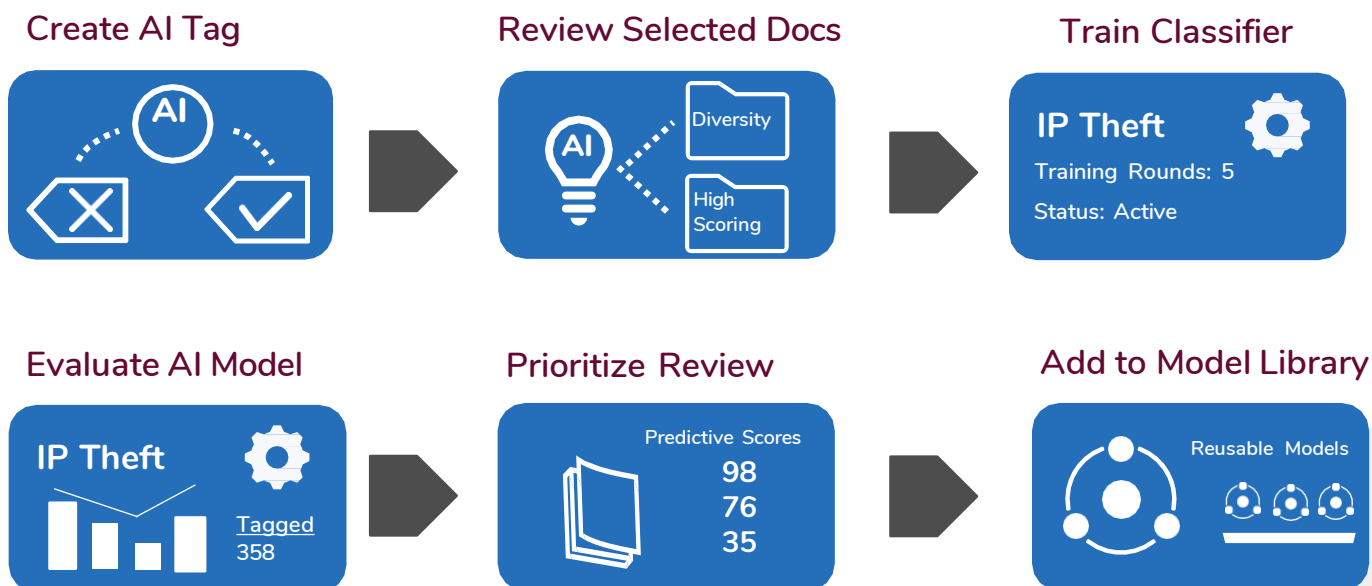 Create AI Tag
Review Selected Docs
Train Classifier
AI
AI
Diversity
High
Scoring
IP Theft
Training Rounds: 5
Status: Active
Evaluate AI Model
Prioritize Review
Add to Model Library
IP Theft
Tagged
358
Predictive Scores
98
76
35
Reusable Models